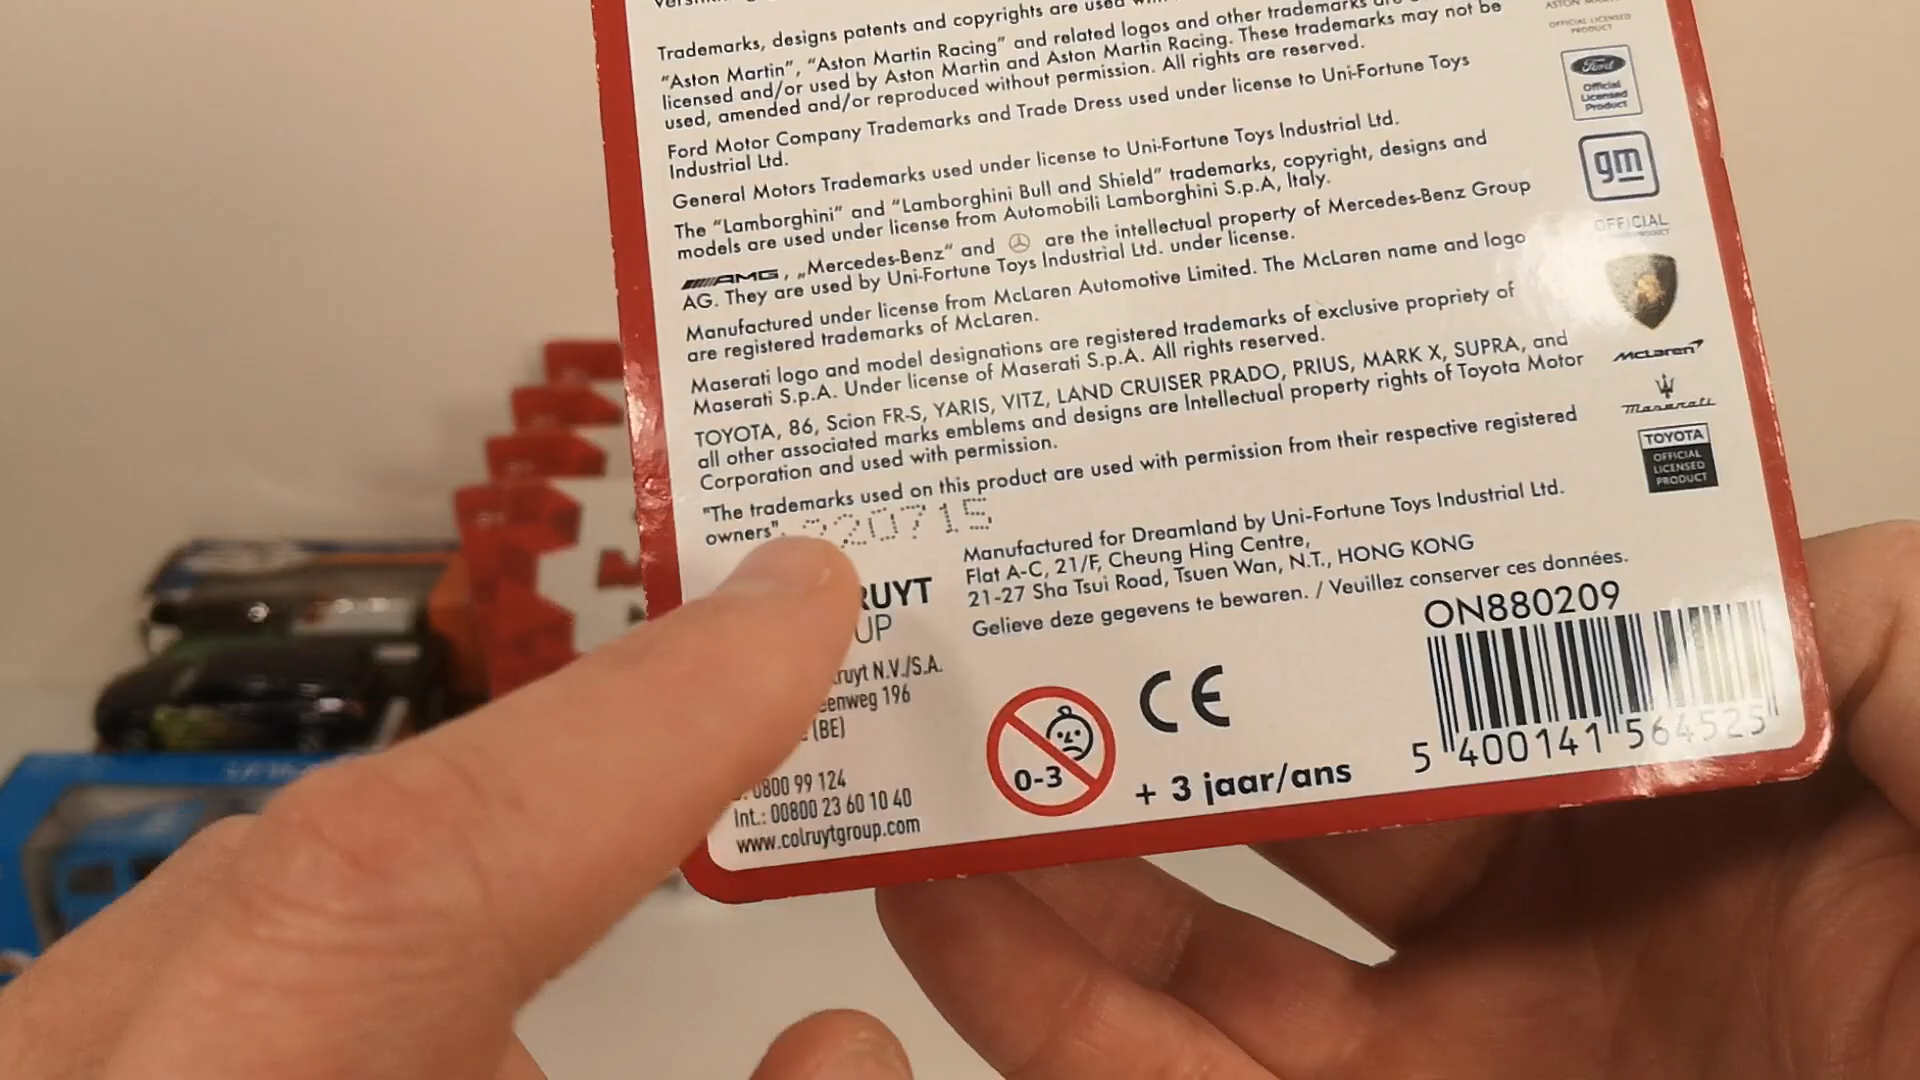 Trademarks, designs patents and copyrights are used
"Aston Martin", "Aston Martin Racing" and related logos and other trademarks are
licensed and/or used by Aston Martin and Aston Martin Racing. These trademarks may not be
used, amended and/or reproduced without permission. All rights are reserved.
Ford Motor Company Trademarks and Trade Dress used under license to Uni-Fortune Toys
Industrial Ltd.
General Motors Trademarks used under license to Uni-Fortune Toys Industrial Ltd.
The "Lamborghini" and "Lamborghini Bull and Shield" trademarks, copyright, designs and
models are used under license from Automobili Lamborghini S.p.A, Italy.
AMG, „Mercedes-Benz" and are the intellectual property of Mercedes-Benz Group
AG. They are used by Uni-Fortune Toys Industrial Ltd. under license.
Manufactured under license from McLaren Automotive Limited. The McLaren name and logo
are registered trademarks of McLaren.
Maserati logo and model designations are registered trademarks of exclusive propriety of
Maserati S.p.A. Under license of Maserati S.p.A. All rights reserved.
TOYOTA, 86, Scion FR-S, YARIS, VITZ, LAND CRUISER PRADO, PRIUS, MARK X, SUPRA, and
all other associated marks emblems and designs are Intellectual property rights of Toyota Motor
Corporation and used with permission.
"The trademarks used on this product are used with permission from their respective registered
owners"
220715
Manufactured for Dreamland by Uni-Fortune Toys Industrial Ltd.
Flat A-C, 21/F, Cheung Hing Centre,
21-27 Sha Tsui Road, Tsuen Wan, N.T., HONG KONG
Gelieve deze gegevens te bewaren. / Veuillez conserver ces données.
RUYT
UP
ruyt N.V./S.A.
eenweg 196
(BE)
0800 99 124
Int.: 00800 23 60 10 40
www.colruytgroup.com
0-3
CE
+ 3 jaar/ans
ON880209
5 400141 564525
OFFICIAL LICENSED
PRODUCT
Ford
Official
Licensed
Product
gm
OFFICIAL
PRODUCT
McLaren
Maserati
TOYOTA
OFFICIAL
LICENSED
PRODUCT